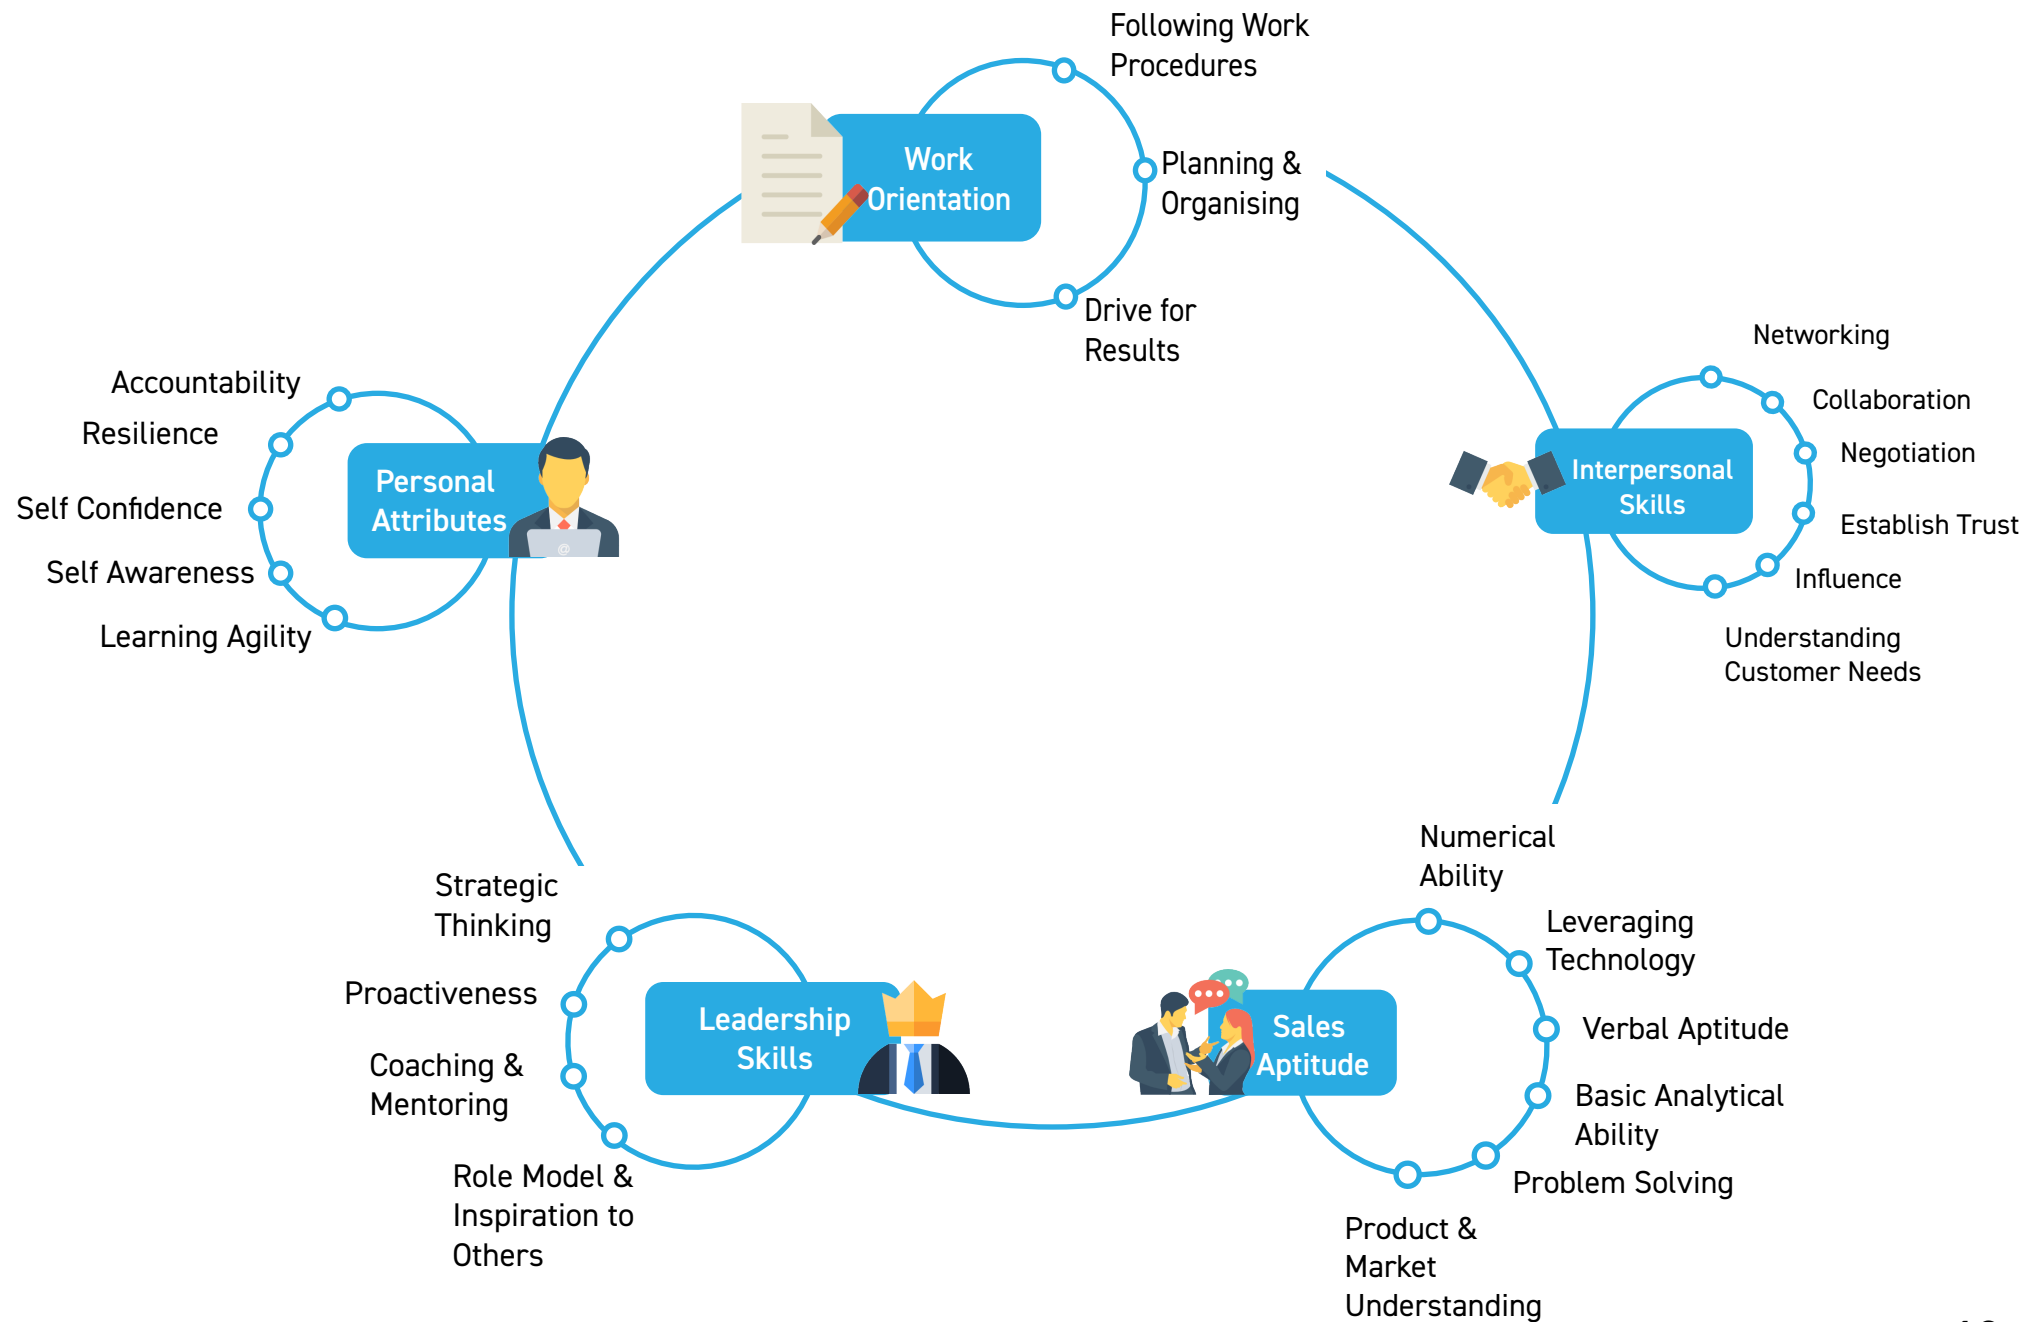 Following Work
Procedures
Work
Orientation
Planning &
Organising
Drive for
Results
Networking
Collaboration
Negotiation
Establish Trust
Influence
Understanding
Customer Needs
Interpersonal
Skills
Accountability
Resilience
Self Confidence
Self Awareness
Learning Agility
Personal
Attributes
@
Strategic
Thinking
Proactiveness
Coaching &
Mentoring
Role Model &
Inspiration to
Others
Leadership
Skills
Sales
Aptitude
Numerical
Ability
Leveraging
Technology
Verbal Aptitude
Basic Analytical
Ability
Problem Solving
Product &
Market
Understanding